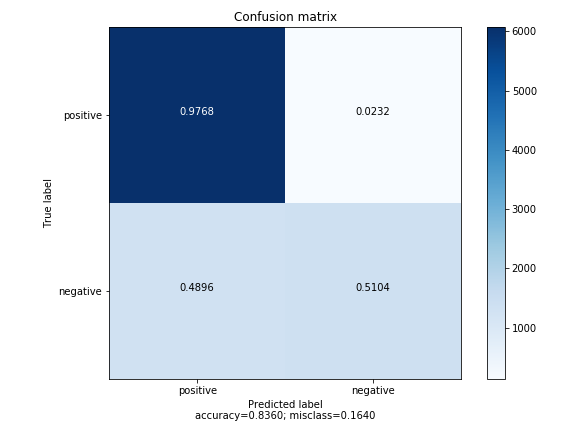 Confusion matrix
0.9768
0.0232
positive
0.4896
0.5104
negative
positive
negative
True label
Predicted label
accuracy=0.8360; misclass=0.1640
6000
5000
4000
3000
2000
1000